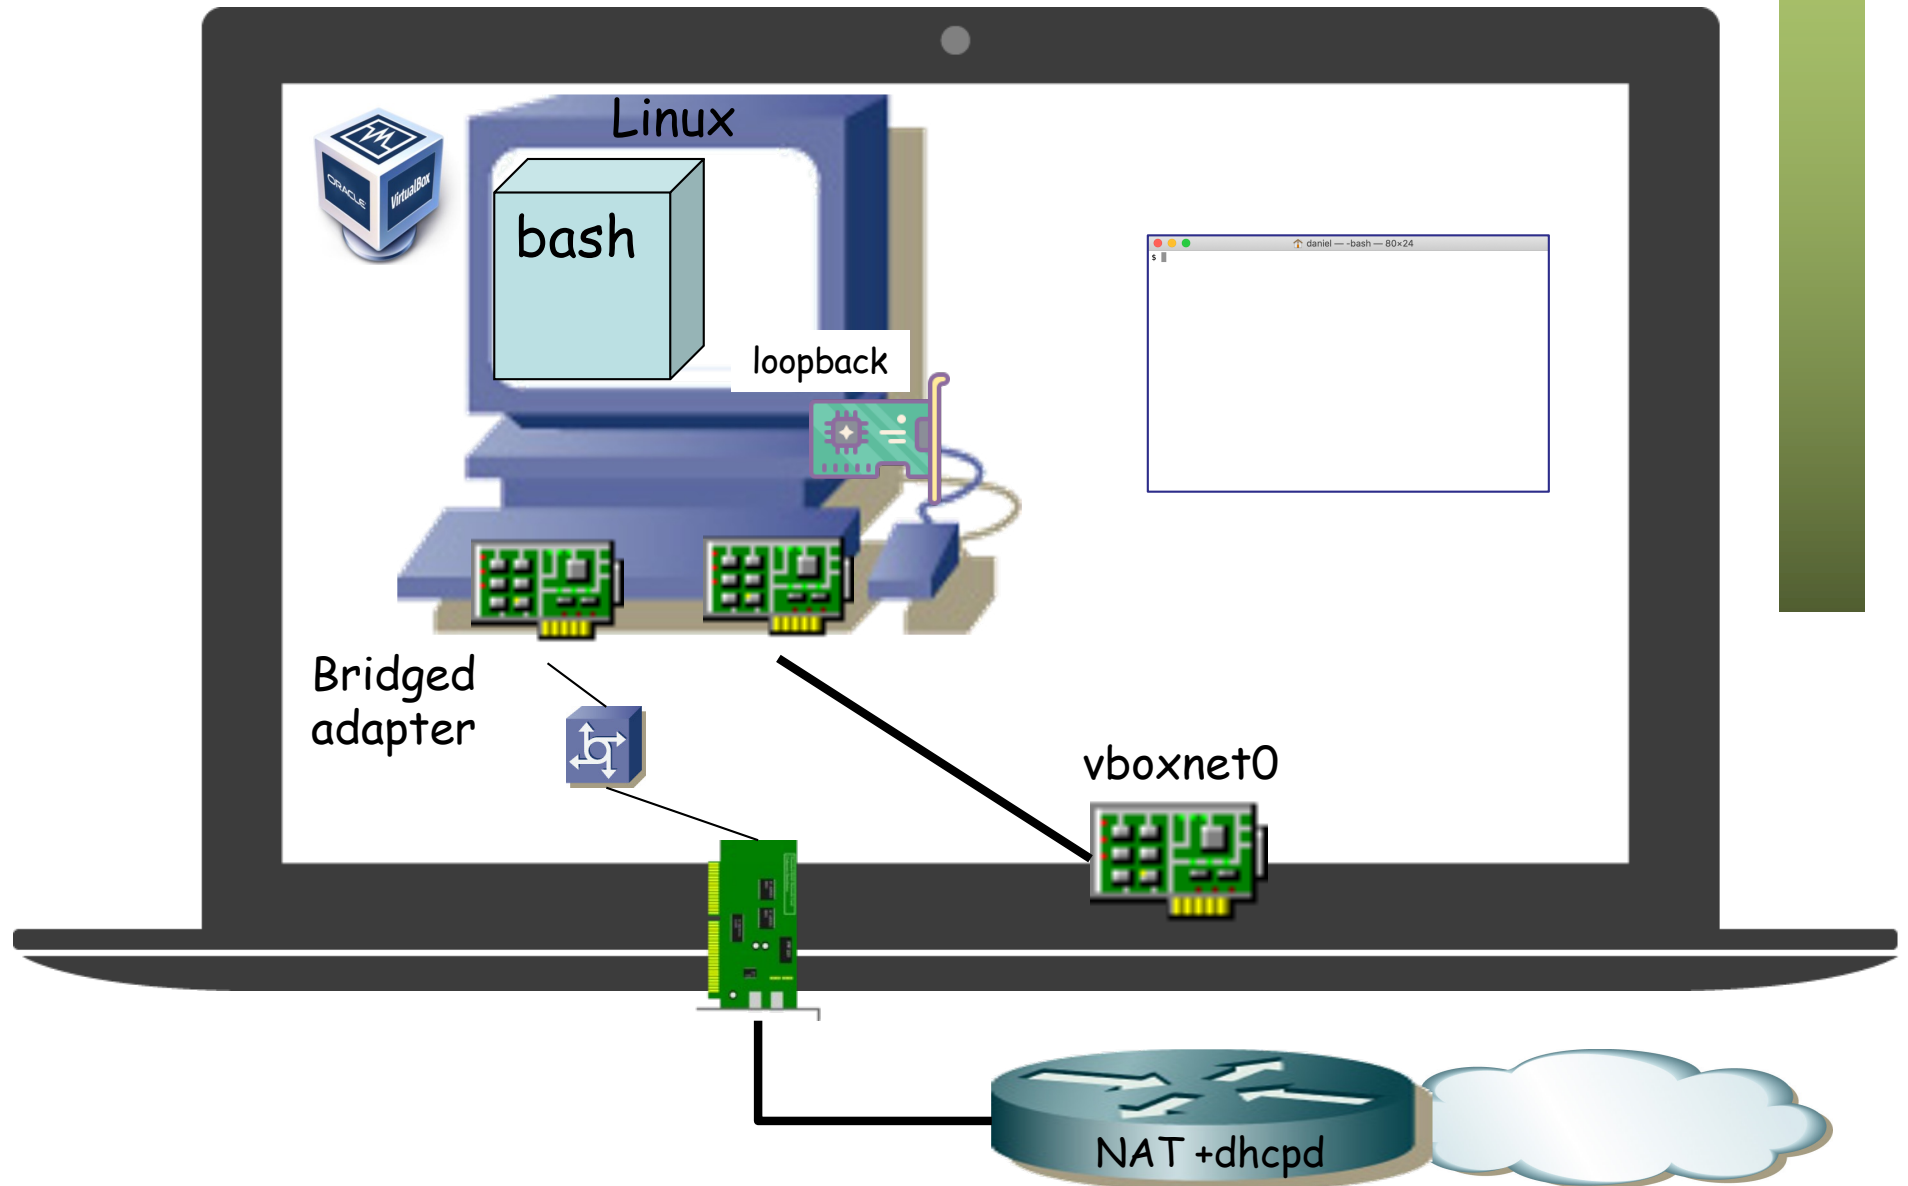 Linux
ORACLE
VirtualBox
bash
daniel — -bash — 80×24
$
loopback
Bridged
adapter
vboxnet0
NAT +dhcpd